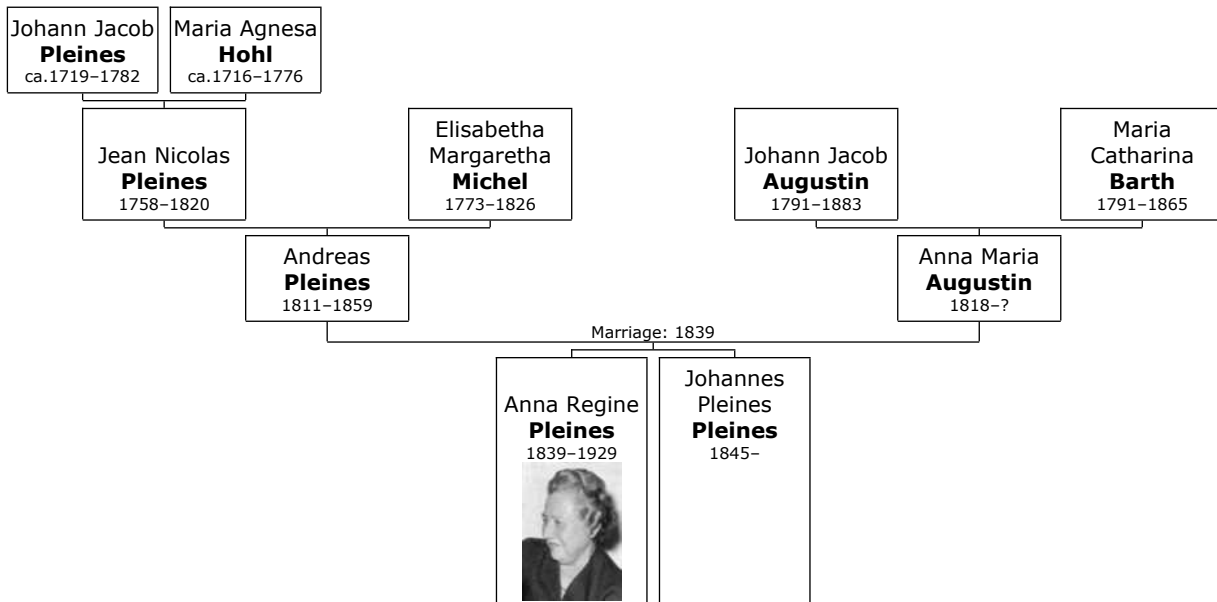 Johann Jacob
Pleines
ca.1719–1782
Maria Agnesa
Hohl
ca.1716–1776
Jean Nicolas
Pleines
1758–1820
Elisabetha
Margaretha
Michel
1773–1826
Johann Jacob
Augustin
1791–1883
Maria
Catharina
Barth
1791–1865
Andreas
Pleines
1811–1859
Anna Maria
Augustin
1818–?
Marriage: 1839
Anna Regine
Pleines
1839–1929
Johannes
Pleines
Pleines
1845–